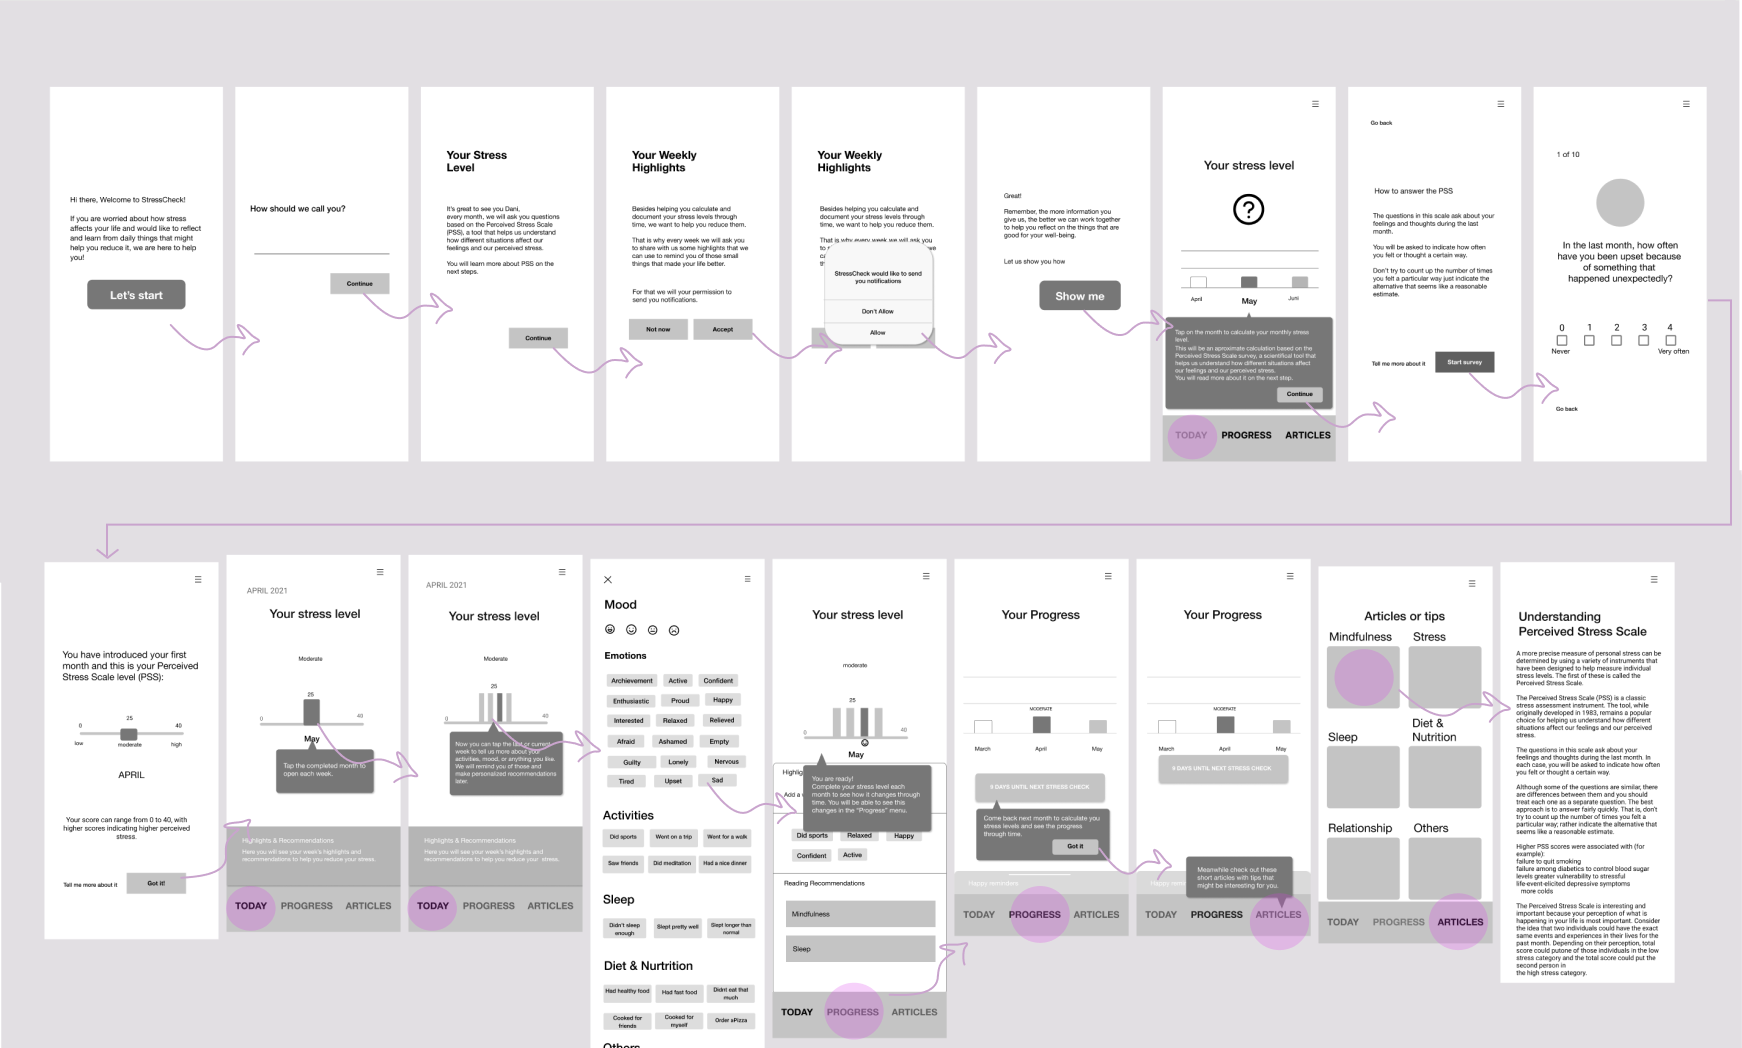 Hi there, Welcome to StressCheck!
If you are worried about how stress
affects your life and would like to reflect
and learn from daily things that might
help you reduce it, we are here to help
you!
Let's start
How should we call you?
Continue
Your Stress
Level
It's great to see you Dani,
every month, we will ask you questions
based on the Perceived Stress Scale
(PSS), a tool that helps us understand
how different situations affect our
feelings and our perceived stress.
You will learn more about PSS on the
next steps.
Continue
Your Weekly
Highlights
Besides helping you calculate and
document your stress levels through
time, we want to help you reduce them.
That is why every week we will ask you
to share with us some highlights that we
can use to remind you of those small
things that made your life better.
For that we will your permission to
send you notifications.
Not now
Accept
Your Weekly
Highlights
Besides helping you calculate and
document your stress levels through
time, we want to help you reduce them.
That is why every week we will ask you
StressCheck would like to send
you notifications
Don't Allow
Allow
Great!
Remember, the more information you
give us, the better we can work together
to help you reflect on the things that are
good for your well-being.
Let us show you how
Show me
Your stress level
?
April
May
Juni
Tap on the month to calculate your monthly stress
level.
This will be an aproximate calculation based on the
Perceived Stress Scale survey, a scientifical tool that
helps us understand how different situations affect
our feelings and our perceived stress.
You will read more about it on the next step.
Continue
TODAY PROGRESS ARTICLES
Go back
How to answer the PSS
The questions in this scale ask about your
feelings and thoughts during the last
month.
You will be asked to indicate how often
you felt or thought a certain way.
Don't try to count up the number of times
you felt a particular way just indicate the
alternative that seems like a reasonable
estimate.
Tell me more about it
Start survey
1 of 10
In the last month, how often
have you been upset because
of something that
happened unexpectedly?
0 1 2 3 4
Never
Very often
Go back
You have introduced your first
month and this is your Perceived
Stress Scale level (PSS):
0 25 40
low moderate high
APRIL
Your score can range from 0 to 40, with
higher scores indicating higher perceived
stress.
Tell me more about it
Got it!
APRIL 2021
Your stress level
Moderate
25
0 40
May
Tap the completed month to
open each week.
Highlights & Recommendations
Here you will see your week's highlights and
recommendations to help you reduce your stress.
TODAY PROGRESS ARTICLES
APRIL 2021
Your stress level
Moderate
25
0 40
Now you can tap the last or current
week to tell us more about your
activities, mood, or anything you like.
We will remind you of those and
make personalized recommendations
later.
Highlights & Recommendations
Here you will see your week's highlights and
recommendations to help you reduce your stress.
TODAY PROGRESS ARTICLES
Mood
Emotions
Archievement Active Confident
Enthusiastic Proud Happy
Interested Relaxed Relieved
Afraid Ashamed Empty
Guilty Lonely Nervous
Tired Upset Sad
Activities
Did sports Went on a trip Went for a walk
Saw friends Did meditation Had a nice dinner
Sleep
Didn't sleep
enough
Slept pretty well
Slept longer than
normal
Diet & Nurtrition
Had healthy food
Had fast food
Didnt eat that
much
Cooked for
friends
Cooked for
myself
Order aPizza
Others
Your stress level
moderate
25
0 40
May
Highlig
Add a
You are ready!
Complete your stress level each
month to see how it changes through
time. You will be able to see this
changes in the "Progress" menu.
Did sports Relaxed Happy
Confident Active
Reading Recommendations
Mindfulness
Sleep
TODAY PROGRESS ARTICLES
Your Progress
MODERATE
March April May
9 DAYS UNTIL NEXT STRESS CHECK
Come back next month to calculate you
stress levels and see the progress
through time.
Got it
Happy reminders
TODAY PROGRESS ARTICLES
Your Progress
MODERATE
March April May
9 DAYS UNTIL NEXT STRESS CHECK
Meanwhile check out these
short articles with tips that
might be interesting for you.
Happy rem
TODAY PROGRESS ARTICLES
Articles or tips
Mindfulness Stress
Sleep
Diet &
Nutrition
Relationship Others
TODAY PROGRESS ARTICLES
Understanding
Perceived Stress Scale
A more precise measure of personal stress can be
determined by using a variety of instruments that
have been designed to help measure individual
stress levels. The first of these is called the
Perceived Stress Scale.
The Perceived Stress Scale (PSS) is a classic
stress assessment instrument. The tool, while
originally developed in 1983, remains a popular
choice for helping us understand how different
situations affect our feelings and our perceived
stress.
The questions in this scale ask about your
feelings and thoughts during the last month. In
each case, you will be asked to indicate how often
you felt or thought a certain way.
Although some of the questions are similar, there
are differences between them and you should
treat each one as a separate question. The best
approach is to answer fairly quickly. That is, don't
try to count up the number of times you felt a
particular way; rather indicate the alternative that
seems like a reasonable estimate.
Higher PSS scores were associated with (for
example):
failure to quit smoking
failure among diabetics to control blood sugar
levels greater vulnerability to stressful
life-event-elicited depressive symptoms
more colds
The Perceived Stress Scale is interesting and
important because your perception of what is
happening in your life is most important. Consider
the idea that two individuals could have the exact
same events and experiences in their lives for the
past month. Depending on their perception, total
score could putone of those individuals in the low
stress category and the total score could put the
second person in
the high stress category.